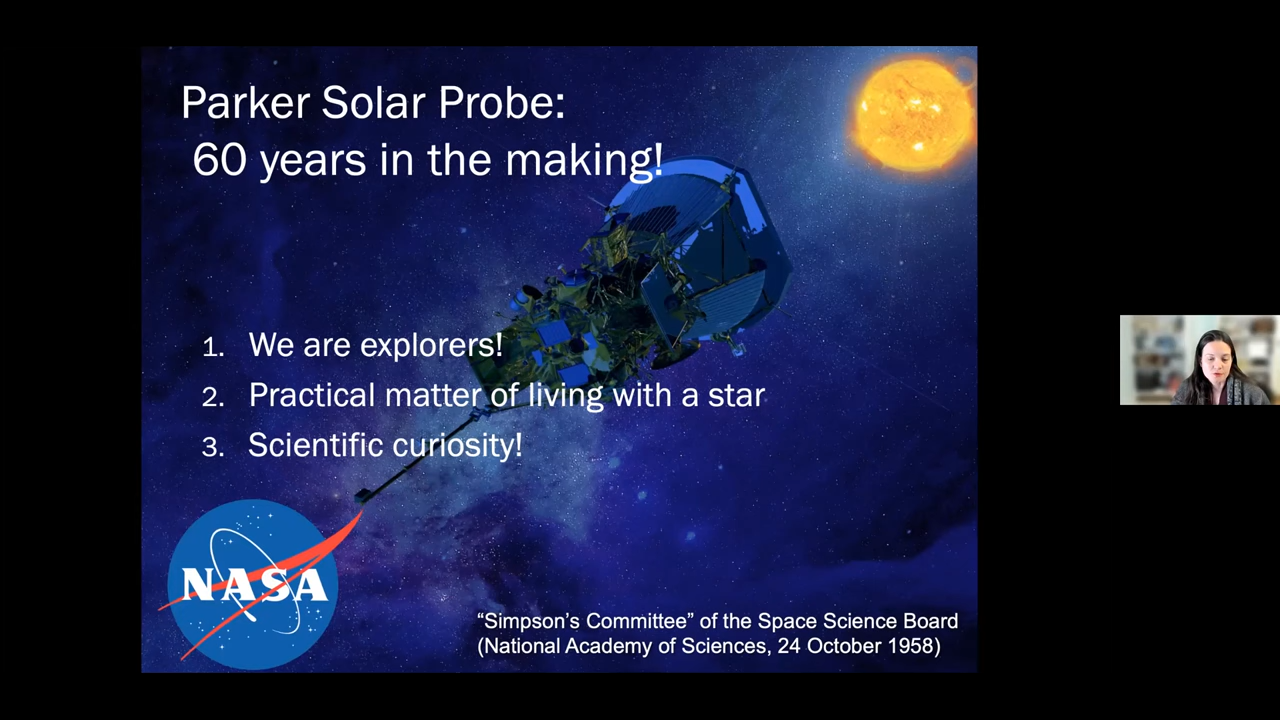 Parker Solar Probe:
60 years in the making!
1. We are explorers!
2. Practical matter of living with a star
3. Scientific curiosity!
NASA
“Simpson’s Committee” of the Space Science Board
(National Academy of Sciences, 24 October 1958)